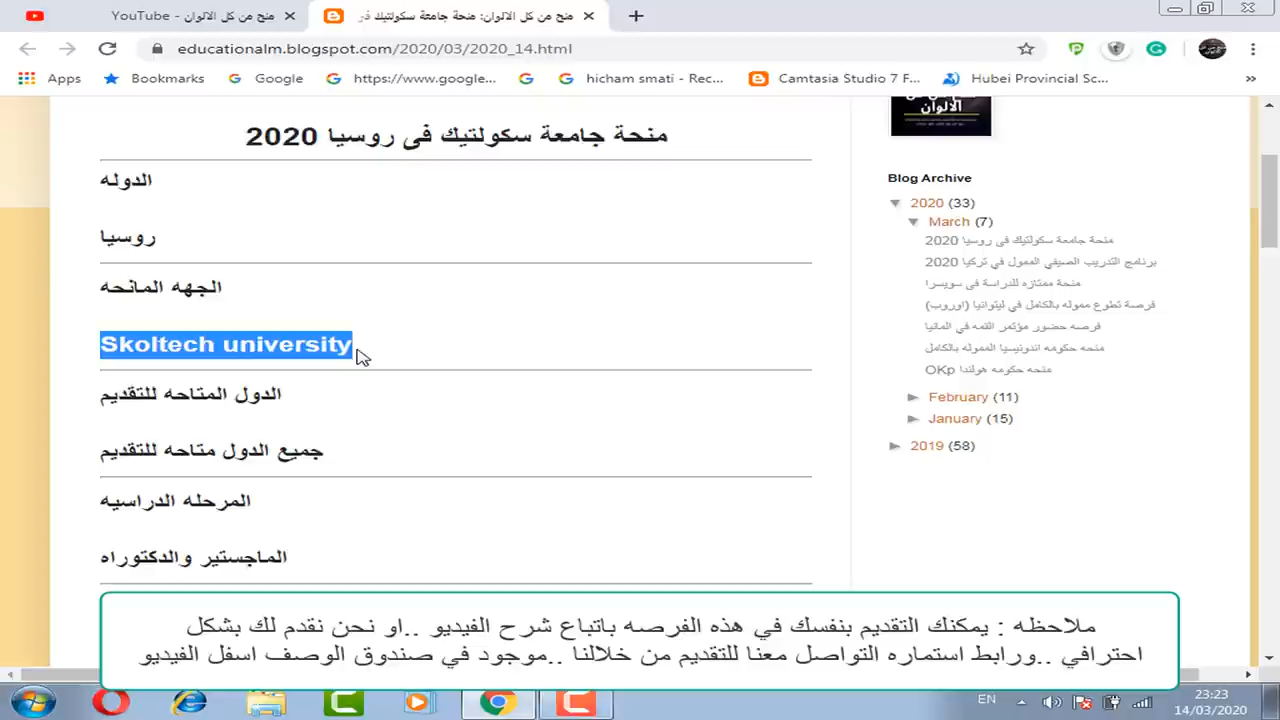 منح من كل الالوان - YouTube
منح من كل الالوان: منحة جامعة سكولتيك في
educationalm.blogspot.com/2020/03/2020_14.html
Apps
Bookmarks
Google
https://www.google...
hicham smati - Rec...
Camtasia Studio 7 F...
Hubei Provincial Sc...
»
منحة جامعة سكولتيك فى روسيا 2020
الدوله
روسيا
الجهه المانحه
Skoltech university
الدول المتاحه للتقديم
جميع الدول متاحه للتقديم
المرحله الدراسيه
الماجستير والدكتوراه
الالوان
Blog Archive
2020 (33)
March (7)
منحة جامعة سكولتيك فى روسيا 2020
برنامج التدريب الصيفي الممول في تركيا 2020
منحة ممتازه للدراسة فى سويسرا
فرصة تطوع مموله بالكامل في ليتوانيا (اوروب)
فرصه حضور مؤتمر القمه في المانيا
منحه حكومه اندونيسيا المموله بالكامل
منحه حكومه هولندا OKp
February (11)
January (15)
2019 (58)
ملاحظه : يمكنك التقديم بنفسك في هذه الفرصه باتباع شرح الفيديو ..او نحن نقدم لك بشكل
احترافي ..ورابط استماره التواصل معنا للتقديم من خلالنا ..موجود في صندوق الوصف اسفل الفيديو
EN
23:23
14/03/2020